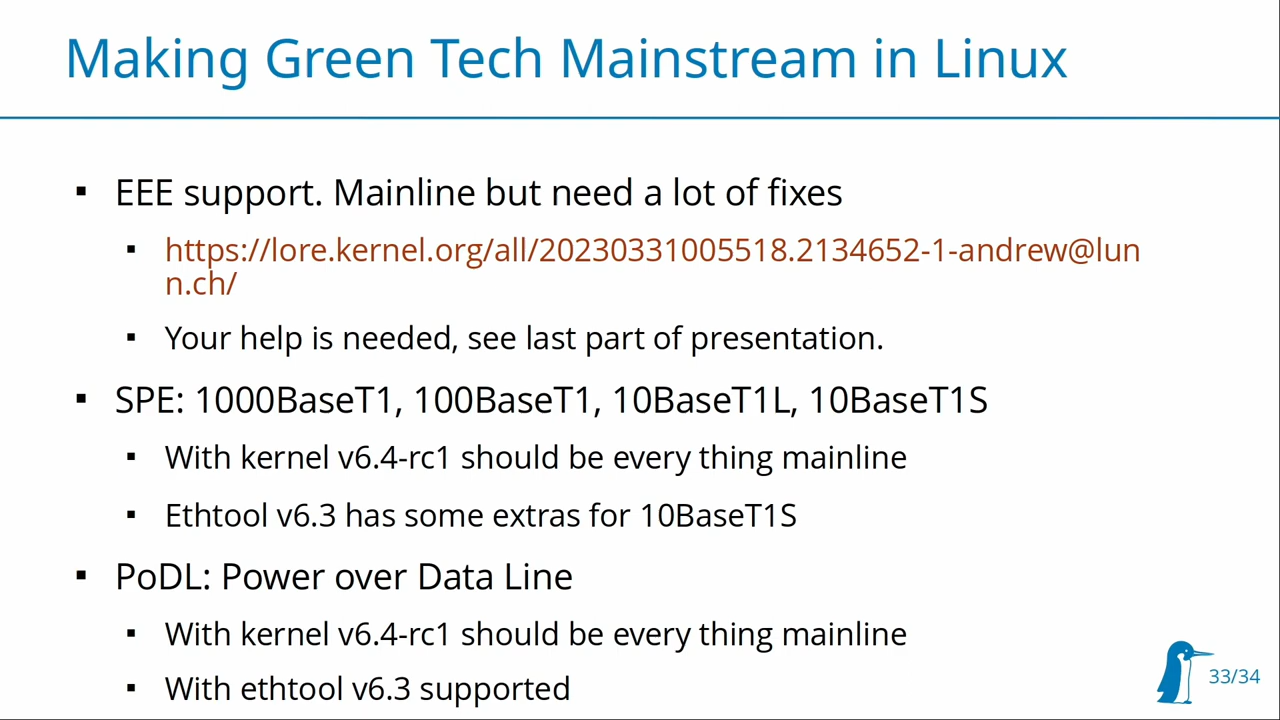 Making Green Tech Mainstream in Linux
EEE support. Mainline but need a lot of fixes
https://lore.kernel.org/all/20230331005518.2134652-1-andrew@lun
n.ch/
Your help is needed, see last part of presentation.
SPE: 1000BaseT1, 100BaseT1, 10BaseT1L, 10BaseT1S
With kernel v6.4-rc1 should be every thing mainline
Ethtool v6.3 has some extras for 10BaseT1S
PoDL: Power over Data Line
With kernel v6.4-rc1 should be every thing mainline
With ethtool v6.3 supported
33/34